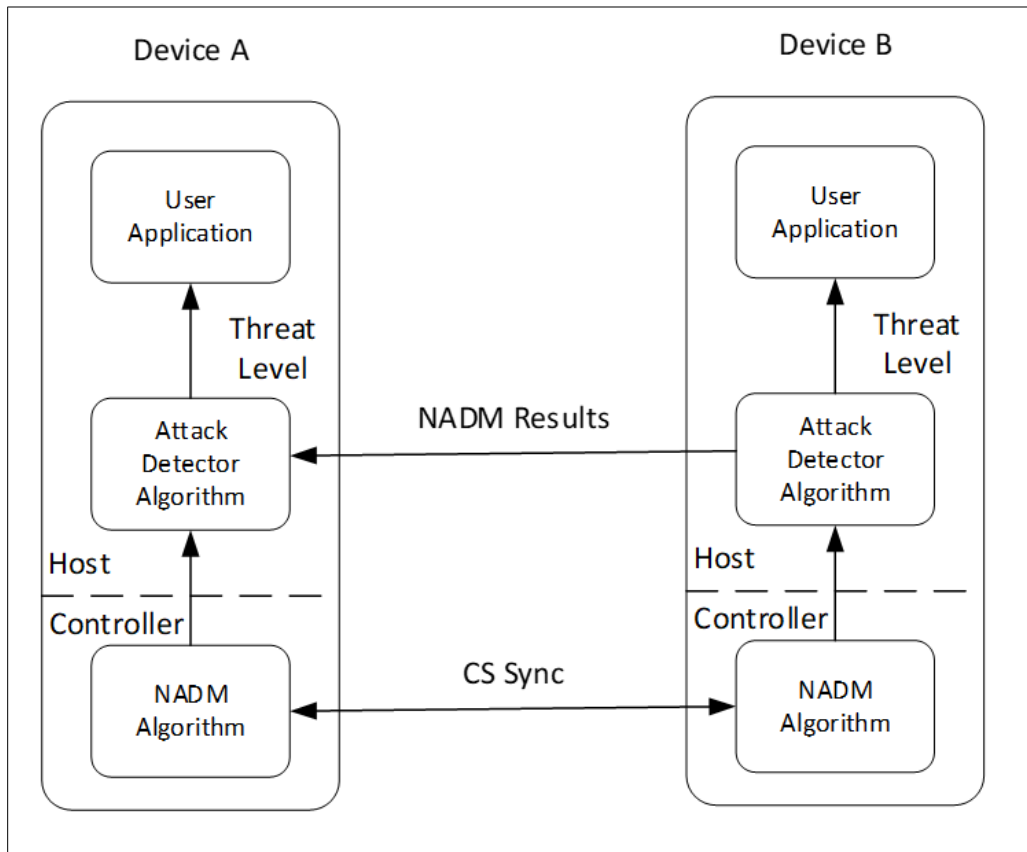 Device A
Device B
User
Application
User
Application
Threat
Level
Threat
Level
NADM Results
Attack
Detector
Algorithm
Attack
Detector
Algorithm
Host
Host
Controller
Controller
CS Sync
NADM
Algorithm
NADM
Algorithm